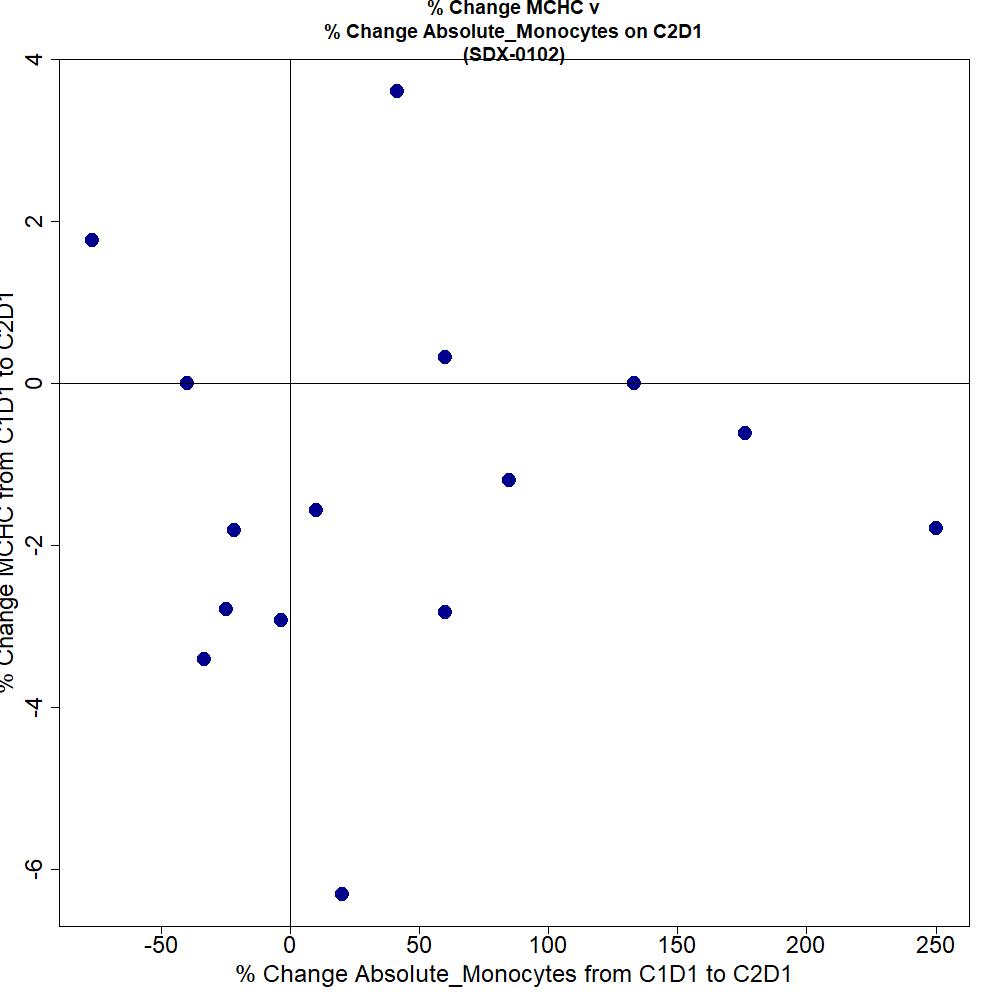 % Change MCHC v
% Change Absolute_Monocytes on C2D1
(SDX-0102)
% Change MCHC from C1D1 to C2D1
4
2
0
-2
-4
-6
-50
0
50
100
150
200
250
% Change Absolute_Monocytes from C1D1 to C2D1